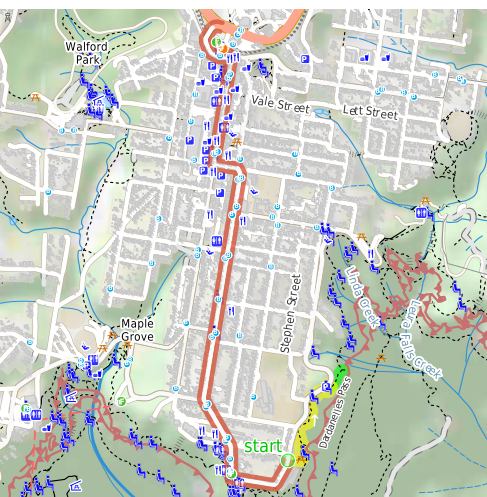 Walford
Park
Vale Street
Lett Street
Linda Creek
Leura Falls Creek
Stephen Street
Maple
Grove
Dardanelles Pass
start